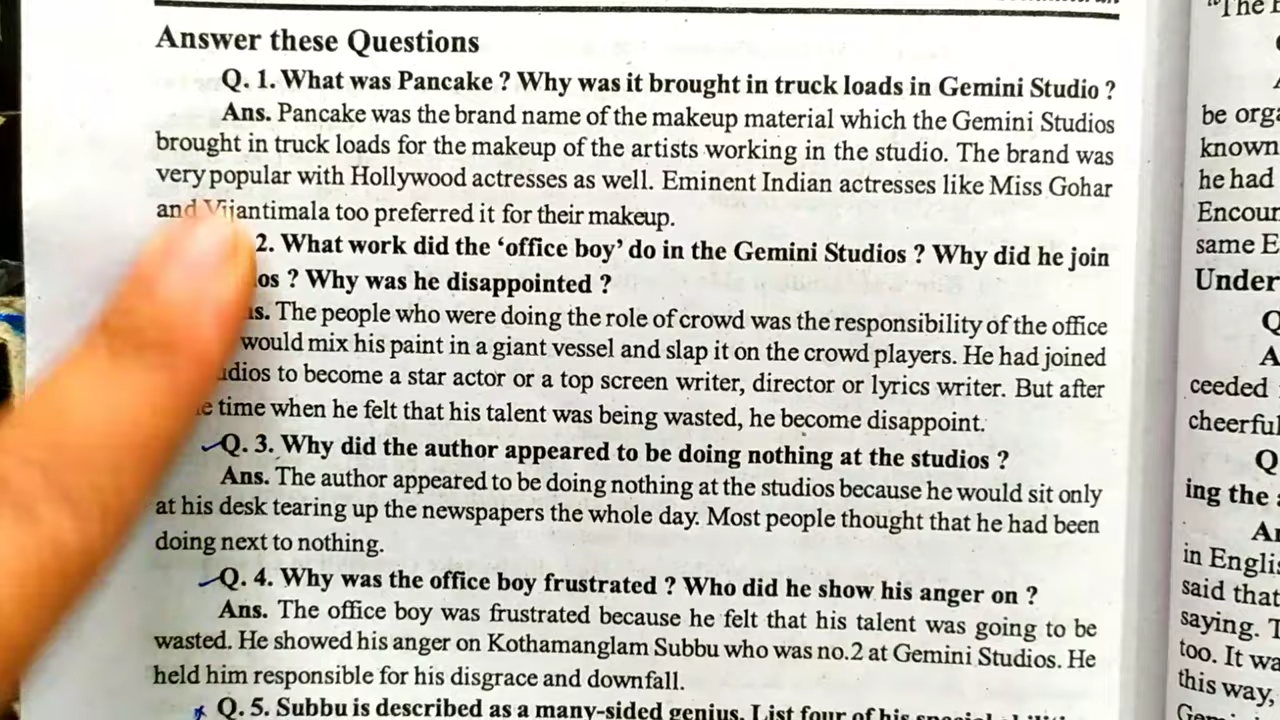 Answer these Questions
Q. 1. What was Pancake ? Why was it brought in truck loads in Gemini Studio ?
Ans. Pancake was the brand name of the makeup material which the Gemini Studios
brought in truck loads for the makeup of the artists working in the studio. The brand was
very popular with Hollywood actresses as well. Eminent Indian actresses like Miss Gohar
and Vijantimala too preferred it for their makeup.
2. What work did the ‘office boy’ do in the Gemini Studios ? Why did he join
? Why was he disappointed ?
The people who were doing the role of crowd was the responsibility of the office
would mix his paint in a giant vessel and slap it on the crowd players. He had joined
to become a star actor or a top screen writer, director or lyrics writer. But after
time when he felt that his talent was being wasted, he become disappoint.
Q. 3. Why did the author appeared to be doing nothing at the studios ?
Ans. The author appeared to be doing nothing at the studios because he would sit only
at his desk tearing up the newspapers the whole day. Most people thought that he had been
doing next to nothing.
Q. 4. Why was the office boy frustrated ? Who did he show his anger on ?
Ans. The office boy was frustrated because he felt that his talent was going to be
wasted. He showed his anger on Kothamanglam Subbu who was no.2 at Gemini Studios. He
held him responsible for his disgrace and downfall.
Q. 5. Subbu is described as a many-sided genius. List four of his special
"The
be
known
he had
same E
Under
Q
A
ceeded
Q
ing the
in
said that
saying. T
too. It
this way,